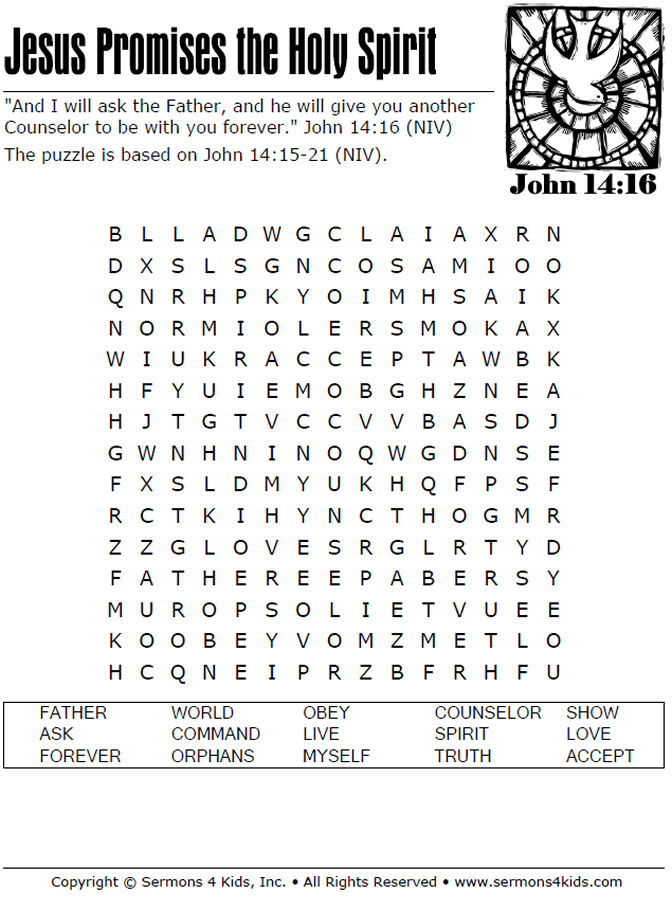 Jesus Promises the Holy Spirit
"And I will ask the Father, and he will give you another
Counselor to be with you forever." John 14:16 (NIV)
The puzzle is based on John 14:15-21 (NIV).
John 14:16
B L L A D W G C L A I A X R N
D X S L S G N C O S A M I O O
Q N R H P K Y O I M H S A I K
N O R M I O L E R S M O K A X
W I U K R A C C E P T A W B K
H F Y U I E M O B G H Z N E A
H J T G T V C C V V B A S D J
G W N H N I N O Q W G D N S E
F X S L D M Y U K H Q F P S F
R C T K I H Y N C T H O G M R
Z Z G L O V E S R G L R T Y D
F A T H E R E E P A B E R S Y
M U R O P S O L I E T V U E E
K O O B E Y V O M Z M E T L O
H C Q N E I P R Z B F R H F U
FATHER WORLD OBEY COUNSELOR SHOW
ASK COMMAND LIVE SPIRIT LOVE
FOREVER ORPHANS MYSELF TRUTH ACCEPT
Copyright © Sermons 4 Kids, Inc. • All Rights Reserved • www.sermons4kids.com